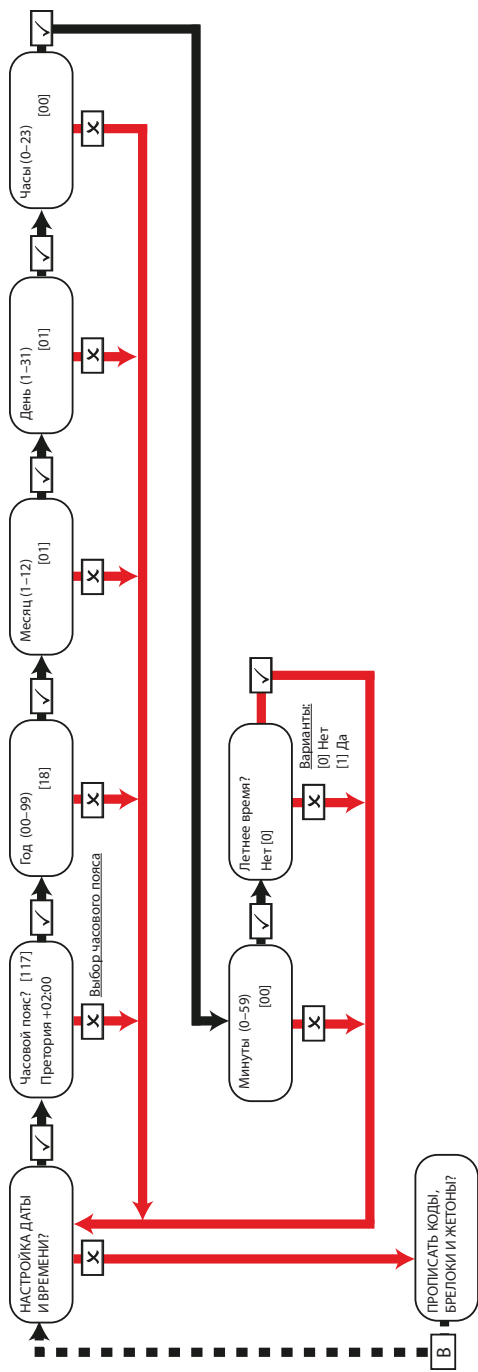 НАСТРОЙКА ДАТЫ
И ВРЕМЕНИ?
Часовой пояс? [117]
Претория +02:00
Выбор часового пояса
Год (00–99)
[18]
Месяц (1–12)
[01]
День (1–31)
[01]
Часы (0–23)
[00]
Минуты (0–59)
[00]
Летнее время?
Нет [0]
Варианты:
[0] Нет
[1] Да
B
ПРОПИСАТЬ КОДЫ,
БРЕЛОКИ И ЖЕТОНЫ?